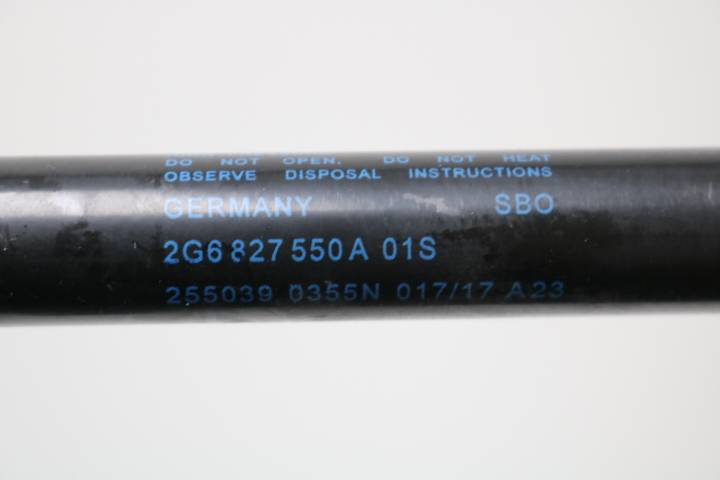 DO NOT OPEN. DO NOT HEAT
OBSERVE DISPOSAL INSTRUCTIONS
GERMANY SBO
2G6 827 550 A 01S
255039 0355N 017/17 A23